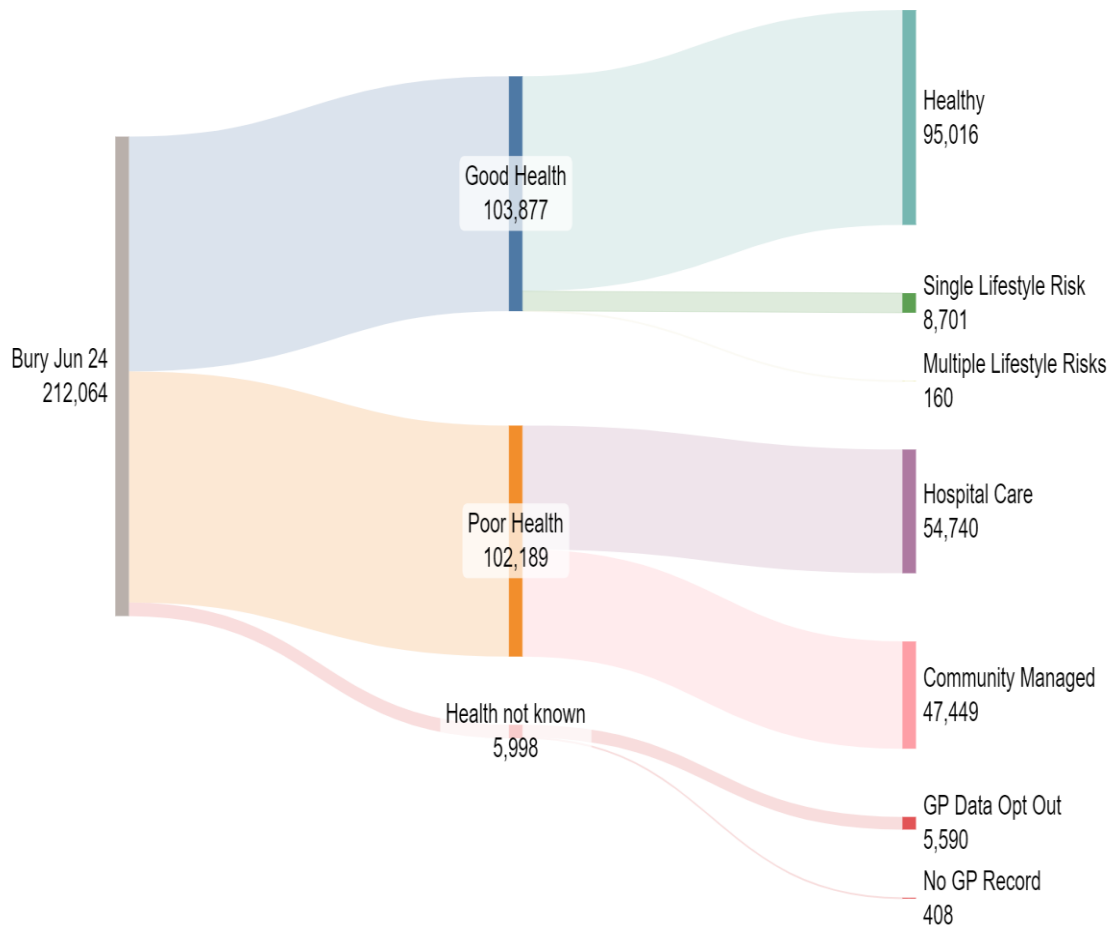 Healthy
95,016
Good Health
103,877
Single Lifestyle Risk
8,701
Bury Jun 24
212,064
Multiple Lifestyle Risks
160
Hospital Care
54,740
Poor Health
102,189
Community Managed
47,449
Health not known
5,998
GP Data Opt Out
5,590
No GP Record
408